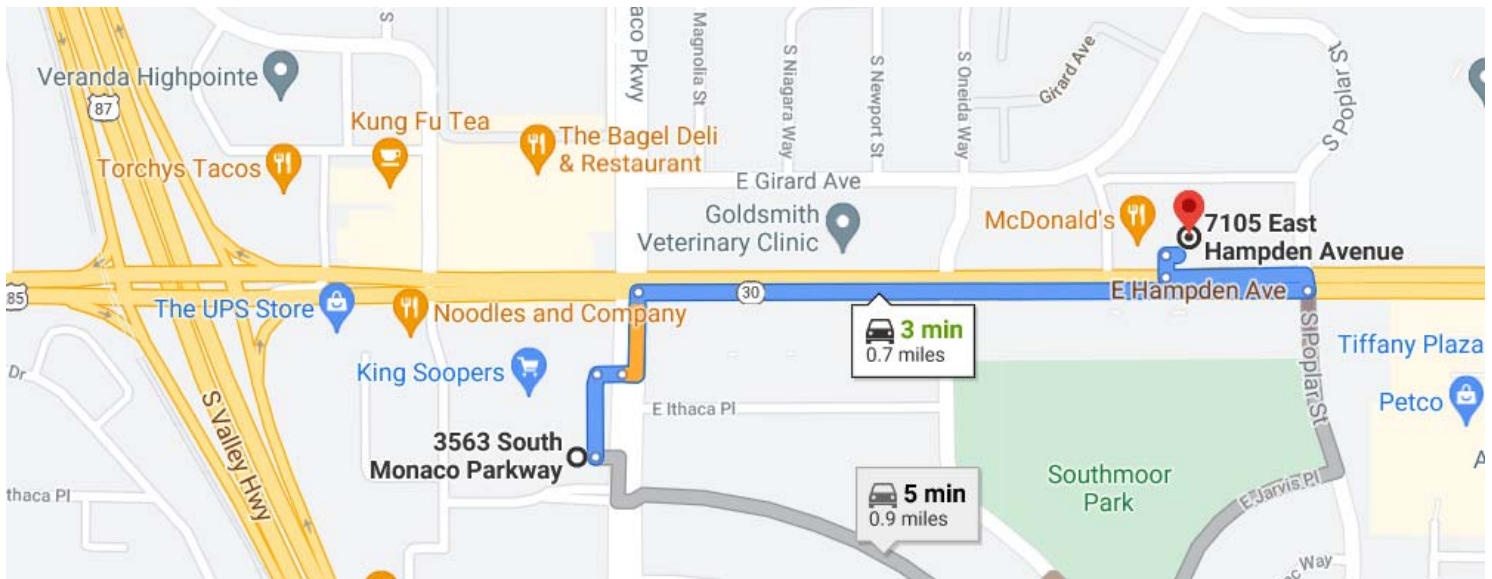 S
aco Pkwy
Magnolia St
S Niagara Way
S Newport St
S Oneida Way
Girard Ave
S Poplar St
Veranda Highpointe
87
Kung Fu Tea
The Bagel Deli
& Restaurant
Torchys Tacos
E Girard Ave
Goldsmith
Veterinary Clinic
McDonald's
7105 East
Hampden Avenue
85
The UPS Store
30
E Hampden Ave
Noodles and Company
3 min
0.7 miles
S Poplar St
Tiffany Plaza
King Soopers
Dr
Petco
E Ithaca Pl
S Valley Hwy
3563 South
Monaco Parkway
A
5 min
0.9 miles
Southmoor
Park
E Jarvis Pl
thaca Pl
Way